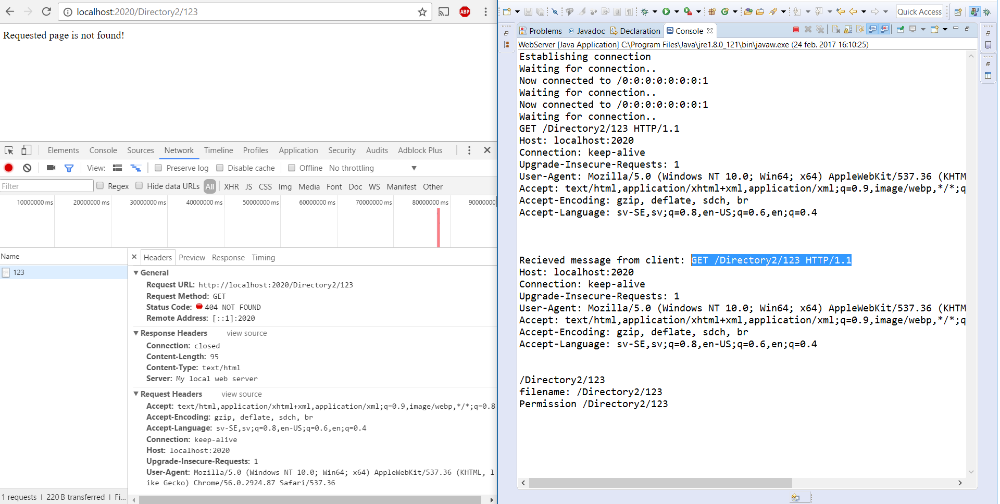 localhost:2020/Directory2/123
ABP
Requested page is not found!
Elements Console Sources Network Timeline Profiles Application Security Audits Adblock Plus
View: Preserve log Disable cache Offline No throttling
Filter Regex Hide data URLs All XHR JS CSS Img Media Font Doc WS Manifest Other
10000000 ms 20000000 ms 30000000 ms 40000000 ms 50000000 ms 60000000 ms 70000000 ms 80000000 ms 90000000
Name
123
1 requests | 220 B transferred | Fi...
Headers Preview Response Timing
General
Request URL: http://localhost:2020/Directory2/123
Request Method: GET
Status Code: 404 NOT FOUND
Remote Address: [::1]:2020
Response Headers view source
Connection: closed
Content-Length: 95
Content-Type: text/html
Server: My local web server
Request Headers view source
Accept: text/html,application/xhtml+xml,application/xml;q=0.9,image/webp,*/*;q=0.8
Accept-Encoding: gzip, deflate, sdch, br
Accept-Language: sv-SE,sv;q=0.8,en-US;q=0.6,en;q=0.4
Connection: keep-alive
Host: localhost:2020
Upgrade-Insecure-Requests: 1
User-Agent: Mozilla/5.0 (Windows NT 10.0; Win64; x64) AppleWebKit/537.36 (KHTML, l
ike Gecko) Chrome/56.0.2924.87 Safari/537.36
Quick Access
Problems @ Javadoc Declaration Console
WebServer [Java Application] C:\Program Files\Java\jre1.8.0_121\bin\javaw.exe (24 feb. 2017 16:10:25)
Establishing connection
Waiting for connection..
Now connected to /0:0:0:0:0:0:0:1
Waiting for connection..
Now connected to /0:0:0:0:0:0:0:1
Waiting for connection..
GET /Directory2/123 HTTP/1.1
Host: localhost:2020
Connection: keep-alive
Upgrade-Insecure-Requests: 1
User-Agent: Mozilla/5.0 (Windows NT 10.0; Win64; x64) AppleWebKit/537.36 (KHTM
Accept: text/html,application/xhtml+xml,application/xml;q=0.9,image/webp,*/*;q
Accept-Encoding: gzip, deflate, sdch, br
Accept-Language: sv-SE,sv;q=0.8,en-US;q=0.6,en;q=0.4
Recieved message from client: GET /Directory2/123 HTTP/1.1
Host: localhost:2020
Connection: keep-alive
Upgrade-Insecure-Requests: 1
User-Agent: Mozilla/5.0 (Windows NT 10.0; Win64; x64) AppleWebKit/537.36 (KHTM
Accept: text/html,application/xhtml+xml,application/xml;q=0.9,image/webp,*/*;q
Accept-Encoding: gzip, deflate, sdch, br
Accept-Language: sv-SE,sv;q=0.8,en-US;q=0.6,en;q=0.4
/Directory2/123
filename: /Directory2/123
Permission /Directory2/123